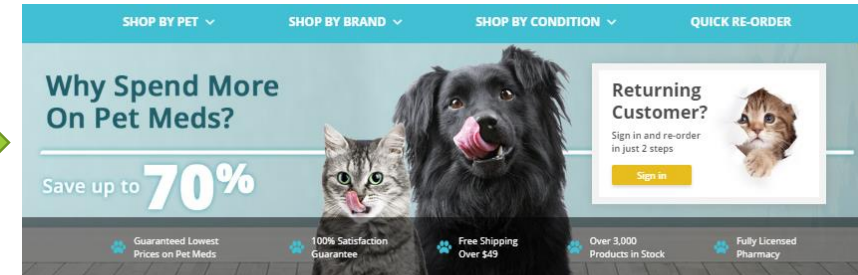 SHOP BY PET
SHOP BY BRAND
SHOP BY CONDITION
QUICK RE-ORDER
Why Spend More
On Pet Meds?
Save up to 70%
Returning
Customer?
Sign in and re-order
in just 2 steps
Sign in
Guaranteed Lowest
Prices on Pet Meds
100% Satisfaction
Guarantee
Free Shipping
Over $49
Over 3,000
Products in Stock
Fully Licensed
Pharmacy